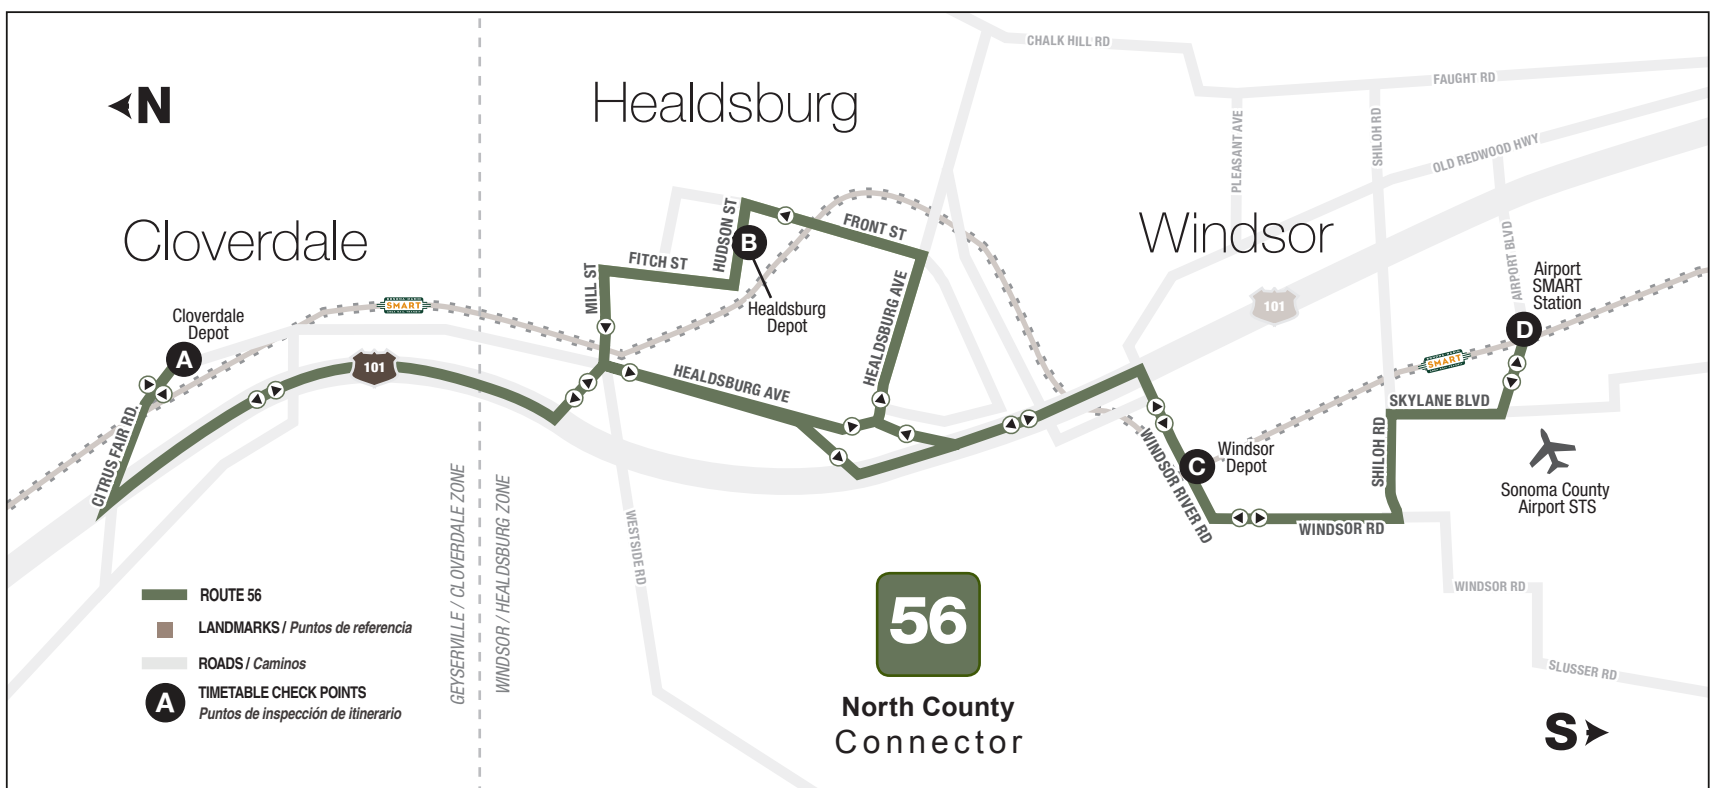 N
Healdsburg
CHALK HILL RD
FAUGHT RD
PLEASANT AVE
SHILOH RD
OLD REDWOOD HWY
AIRPORT BLVD
Cloverdale
Windsor
HUDSON ST
FRONT ST
B
FITCH ST
MILL ST
Healdsburg
Depot
HEALDSBURG AVE
HEALDSBURG AVE
SMART
Cloverdale
Depot
A
101
101
Airport
SMART
Station
D
SMART
SKYLANE BLVD
SHILOH RD
CITRUS FAIR RD.
Windsor
Depot
C
WINDSOR RIVER RD
WINDSOR RD
Sonoma County
Airport STS
GEYSERVILLE / CLOVERDALE ZONE
WINDSOR / HEALDSBURG ZONE
WESTSIDE RD
WINDSOR RD
SLUSSER RD
ROUTE 56
LANDMARKS / Puntos de referencia
ROADS / Caminos
A
TIMETABLE CHECK POINTS
Puntos de inspección de itinerario
56
North County
Connector
S